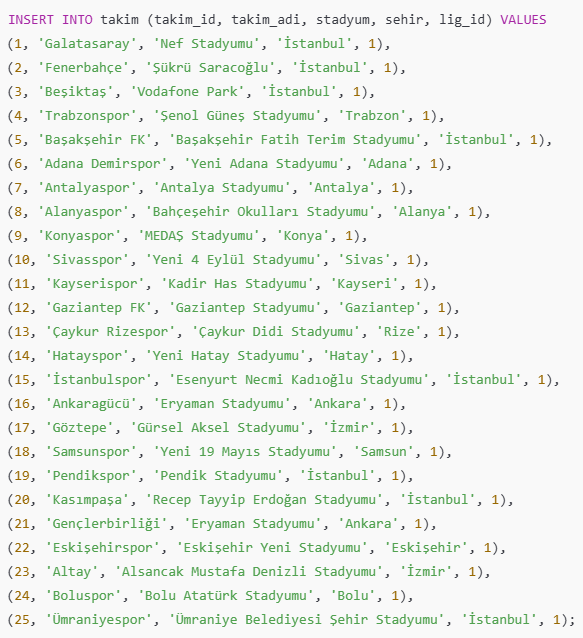 INSERT INTO takim (takim_id, takim_adi, stadyum, sehir, lig_id) VALUES
(1, 'Galatasaray', 'Nef Stadyumu', 'İstanbul', 1),
(2, 'Fenerbahçe', 'Şükrü Saracoğlu', 'İstanbul', 1),
(3, 'Beşiktaş', 'Vodafone Park', 'İstanbul', 1),
(4, 'Trabzonspor', 'Şenol Güneş Stadyumu', 'Trabzon', 1),
(5, 'Başakşehir FK', 'Başakşehir Fatih Terim Stadyumu', 'İstanbul', 1),
(6, 'Adana Demirspor', 'Yeni Adana Stadyumu', 'Adana', 1),
(7, 'Antalyaspor', 'Antalya Stadyumu', 'Antalya', 1),
(8, 'Alanyaspor', 'Bahçeşehir Okulları Stadyumu', 'Alanya', 1),
(9, 'Konyaspor', 'MEDAŞ Stadyumu', 'Konya', 1),
(10, 'Sivasspor', 'Yeni 4 Eylül Stadyumu', 'Sivas', 1),
(11, 'Kayserispor', 'Kadir Has Stadyumu', 'Kayseri', 1),
(12, 'Gaziantep FK', 'Gaziantep Stadyumu', 'Gaziantep', 1),
(13, 'Çaykur Rizespor', 'Çaykur Didi Stadyumu', 'Rize', 1),
(14, 'Hatayspor', 'Yeni Hatay Stadyumu', 'Hatay', 1),
(15, 'İstanbulspor', 'Esenyurt Necmi Kadıoğlu Stadyumu', 'İstanbul', 1),
(16, 'Ankaragücü', 'Eryaman Stadyumu', 'Ankara', 1),
(17, 'Göztepe', 'Gürsel Aksel Stadyumu', 'İzmir', 1),
(18, 'Samsunspor', 'Yeni 19 Mayıs Stadyumu', 'Samsun', 1),
(19, 'Pendikspor', 'Pendik Stadyumu', 'İstanbul', 1),
(20, 'Kasımpaşa', 'Recep Tayyip Erdoğan Stadyumu', 'İstanbul', 1),
(21, 'Gençlerbirliği', 'Eryaman Stadyumu', 'Ankara', 1),
(22, 'Eskişehirspor', 'Eskişehir Yeni Stadyumu', 'Eskişehir', 1),
(23, 'Altay', 'Alsancak Mustafa Denizli Stadyumu', 'İzmir', 1),
(24, 'Boluspor', 'Bolu Atatürk Stadyumu', 'Bolu', 1),
(25, 'Ümraniyespor', 'Ümraniye Belediyesi Şehir Stadyumu', 'İstanbul', 1);